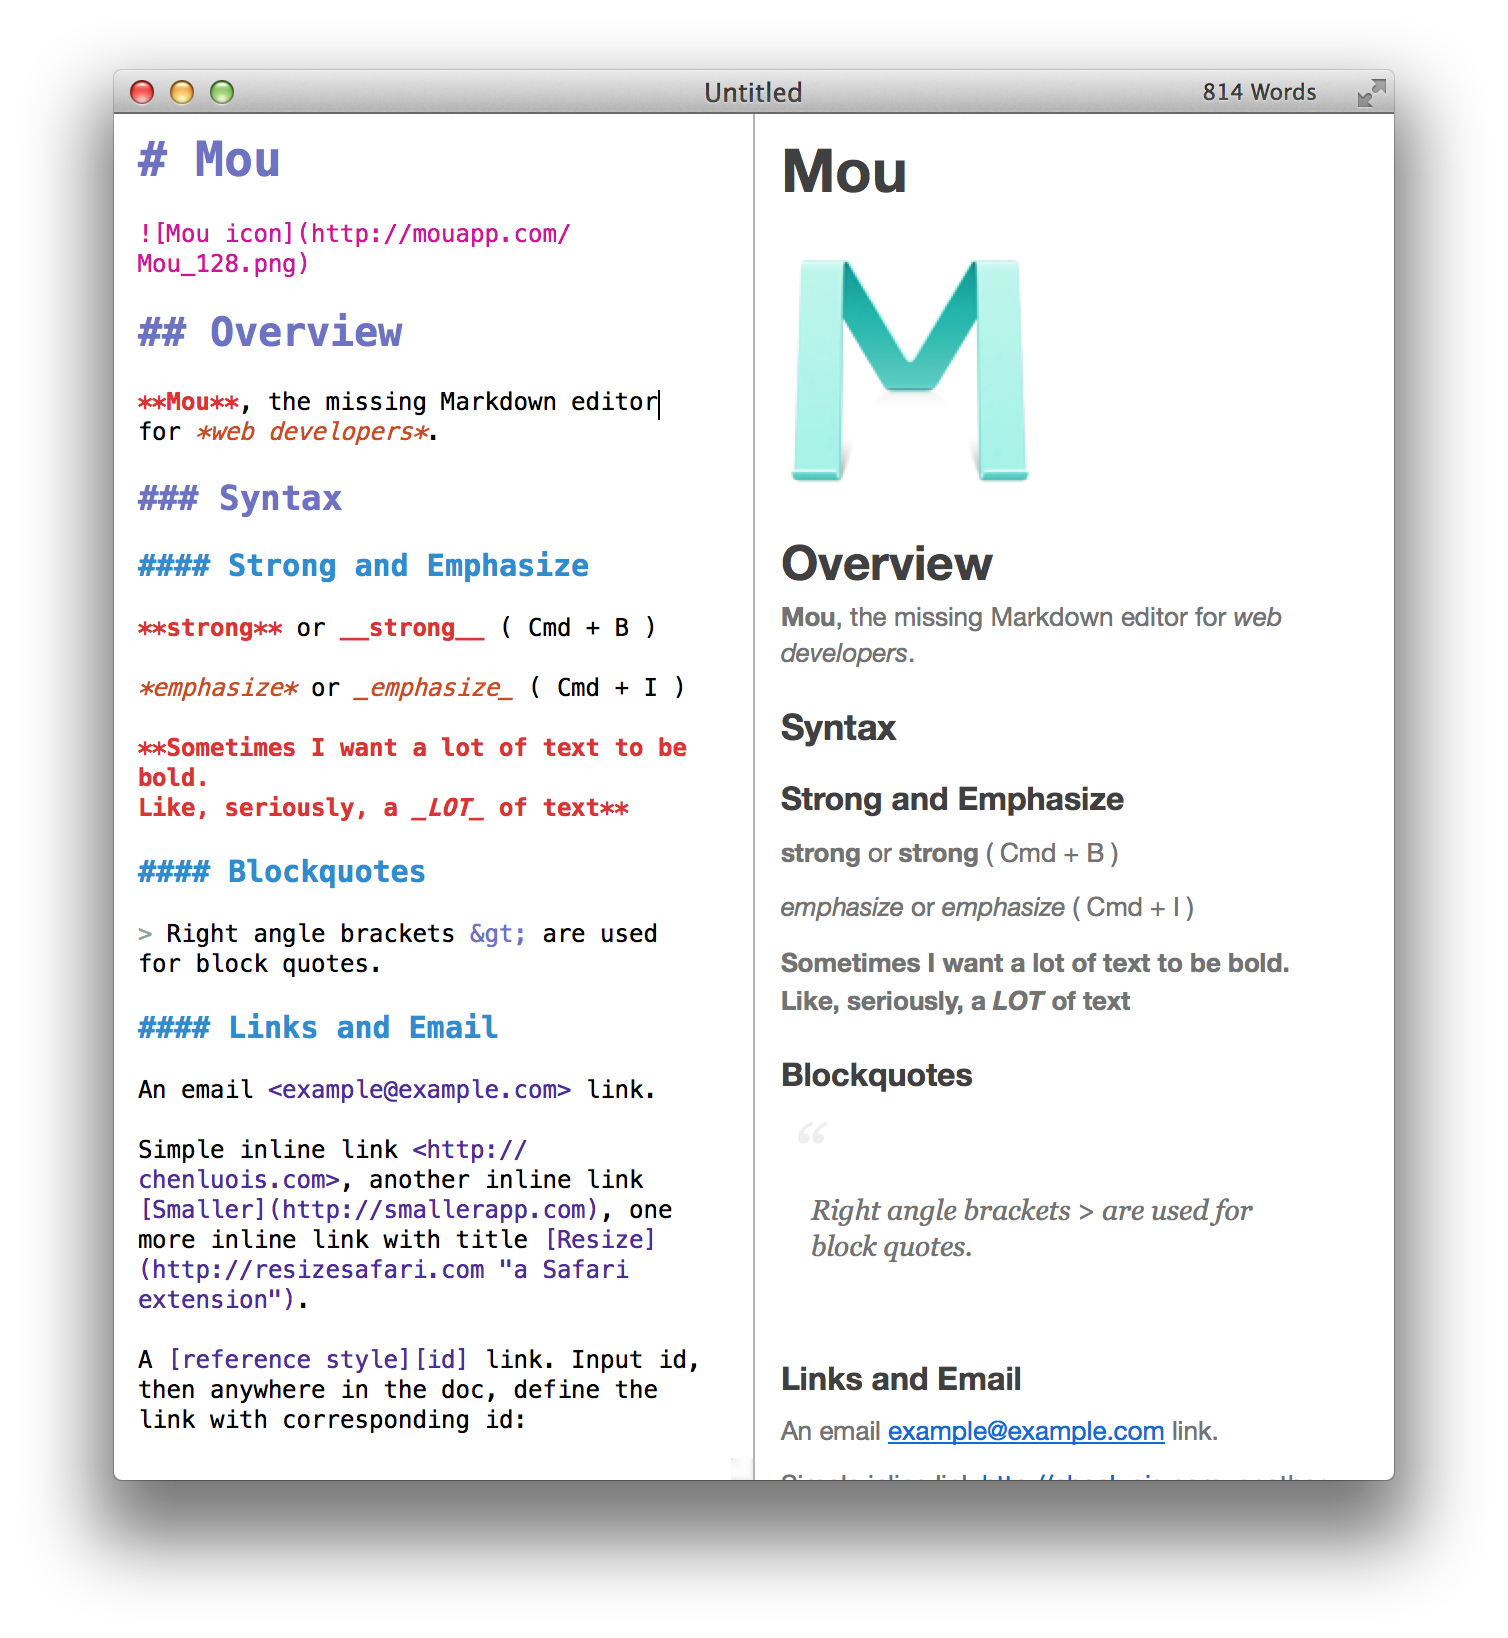 Untitled
814 Words
# Mou
![Mou icon](http://mouapp.com/
Mou_128.png)
## Overview
**Mou**, the missing Markdown editor
for *web developers*.
### Syntax
#### Strong and Emphasize
**strong** or __strong__ ( Cmd + B )
*emphasize* or _emphasize_ ( Cmd + I )
**Sometimes I want a lot of text to be
bold.
Like, seriously, a _LOT_ of text**
#### Blockquotes
> Right angle brackets &gt; are used
for block quotes.
#### Links and Email
An email <example@example.com> link.
Simple inline link <http://
chenluois.com>, another inline link
[Smaller](http://smallerapp.com), one
more inline link with title [Resize]
(http://resizesafari.com "a Safari
extension").
A [reference style][id] link. Input id,
then anywhere in the doc, define the
link with corresponding id:
Mou
M
Overview
Mou, the missing Markdown editor for web
developers.
Syntax
Strong and Emphasize
strong or strong ( Cmd + B )
emphasize or emphasize ( Cmd + I )
Sometimes I want a lot of text to be bold.
Like, seriously, a LOT of text
Blockquotes
“
Right angle brackets > are used for
block quotes.
Links and Email
An email example@example.com link.
Simple inline link http://chenluois.com, another